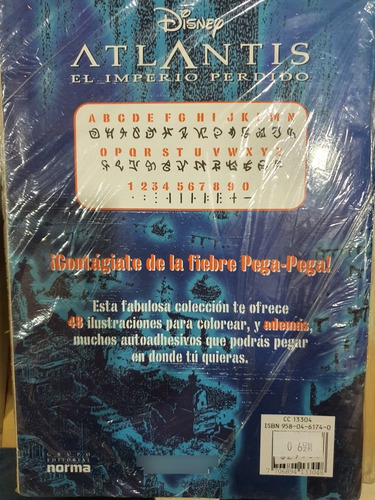 Disney
ATLANTIS
EL IMPERIO PERDIDO
A B C D E F G H I J K L M N
O P Q R S T U V W X Y Z
1 2 3 4 5 6 7 8 9 0
¡Contágiate de la fiebre Pega-Pega!
Esta fabulosa colección te ofrece
48 ilustraciones para colorear, y además,
muchos autoadhesivos que podrás pegar
en donde tú quieras.
CC 13304
ISBN 958-04-6174-0
GRUPO
EDITORIAL
norma